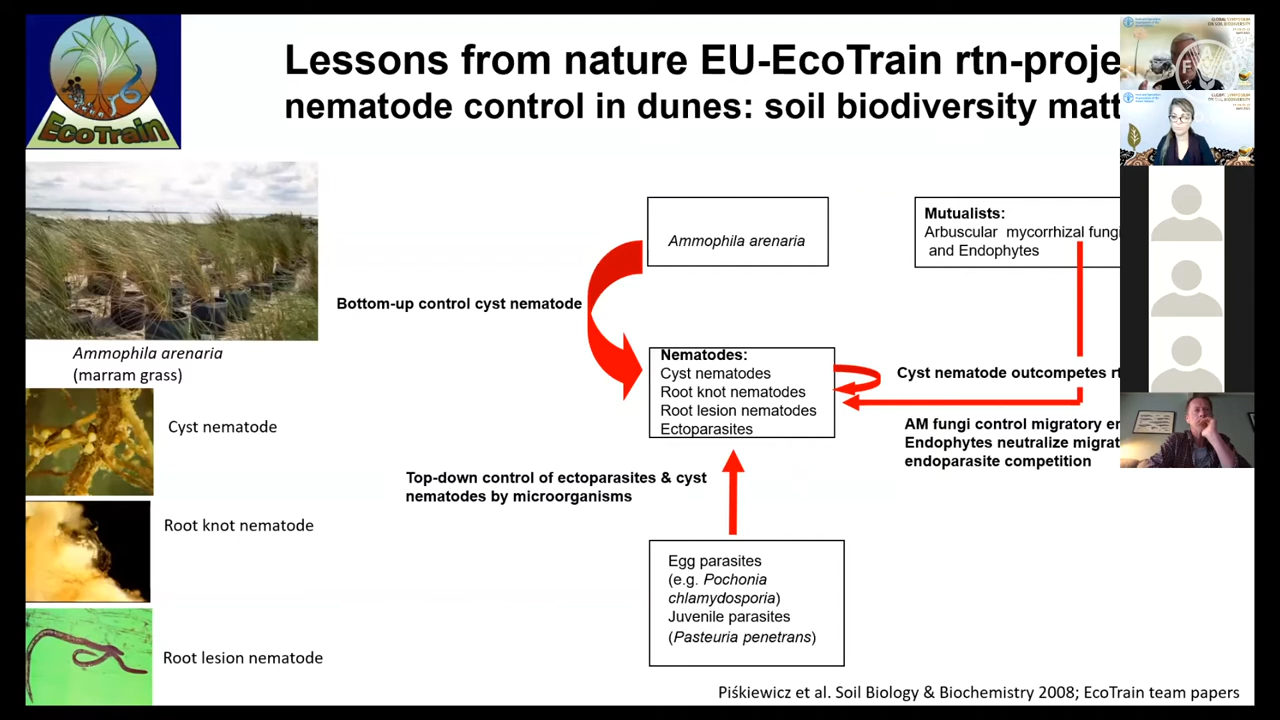 Lessons from nature EU-EcoTrain rtn-proje
nematode control in dunes: soil biodiversity matt
EcoTrain
Ammophila arenaria
(marram grass)
Cyst nematode
Root knot nematode
Root lesion nematode
Ammophila arenaria
Mutualists:
Arbuscular mycorrhizal fungi
and Endophytes
Bottom-up control cyst nematode
Nematodes:
Cyst nematodes
Root knot nematodes
Root lesion nematodes
Ectoparasites
Cyst nematode outcompetes rt
AM fungi control migratory en
Endophytes neutralize migrat
endoparasite competition
Top-down control of ectoparasites & cyst
nematodes by microorganisms
Egg parasites
(e.g. Pochonia
chlamydosporia)
Juvenile parasites
(Pasteuria penetrans)
Piśkiewicz et al. Soil Biology & Biochemistry 2008; EcoTrain team papers